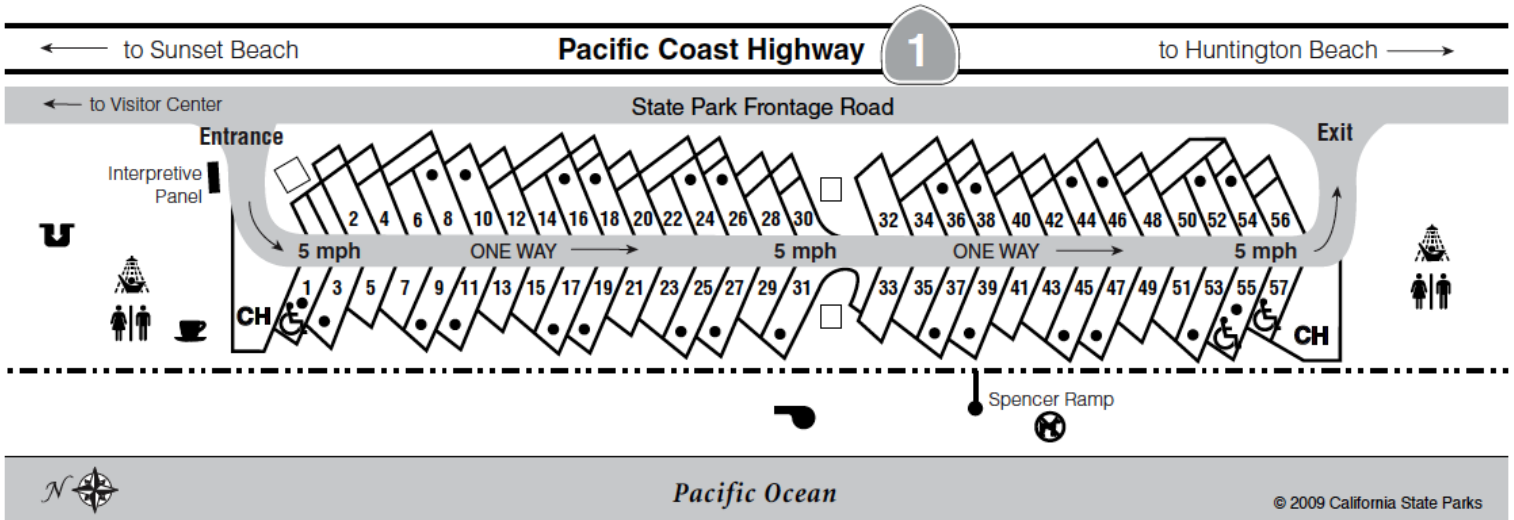 to Sunset Beach
Pacific Coast Highway
1
to Huntington Beach
to Visitor Center
State Park Frontage Road
Entrance
Exit
Interpretive
Panel
2 4 6 8 10 12 14 16 18 20 22 24 26 28 30 32 34 36 38 40 42 44 46 48 50 52 54 56
5 mph ONE WAY 5 mph ONE WAY 5 mph
1 3 5 7 9 11 13 15 17 19 21 23 25 27 29 31 33 35 37 39 41 43 45 47 49 51 53 55 57
CH
CH
Spencer Ramp
N
Pacific Ocean
© 2009 California State Parks